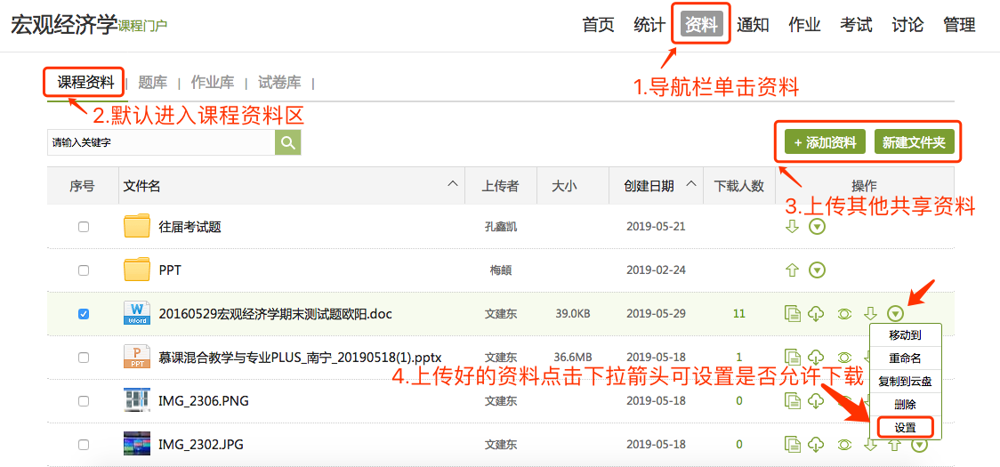 宏观经济学课程门户 首页 统计 资料 通知 作业 考试 讨论 管理
1.导航栏单击资料
课程资料 | 题库 | 作业库 | 试卷库 |
2.默认进入课程资料区
请输入关键字 + 添加资料 新建文件夹
序号 文件名 上传者 大小 创建日期 下载人数 操作
3.上传其他共享资料
往届考试题 孔鑫凯 2019-05-21
PPT 梅頔 2019-02-24
W Word 20160529宏观经济学期末测试题欧阳.doc 文建东 39.0KB 2019-05-29 11
移动到
P PPT 慕课混合教学与专业PLUS_南宁_20190518(1).pptx 文建东 36.6MB 2019-05-18 1
重命名
4.上传好的资料点击下拉箭头可设置是否允许下载
复制到云盘
IMG_2306.PNG 文建东 2019-05-18 0
删除
设置
IMG_2302.JPG 文建东 2019-05-18 0